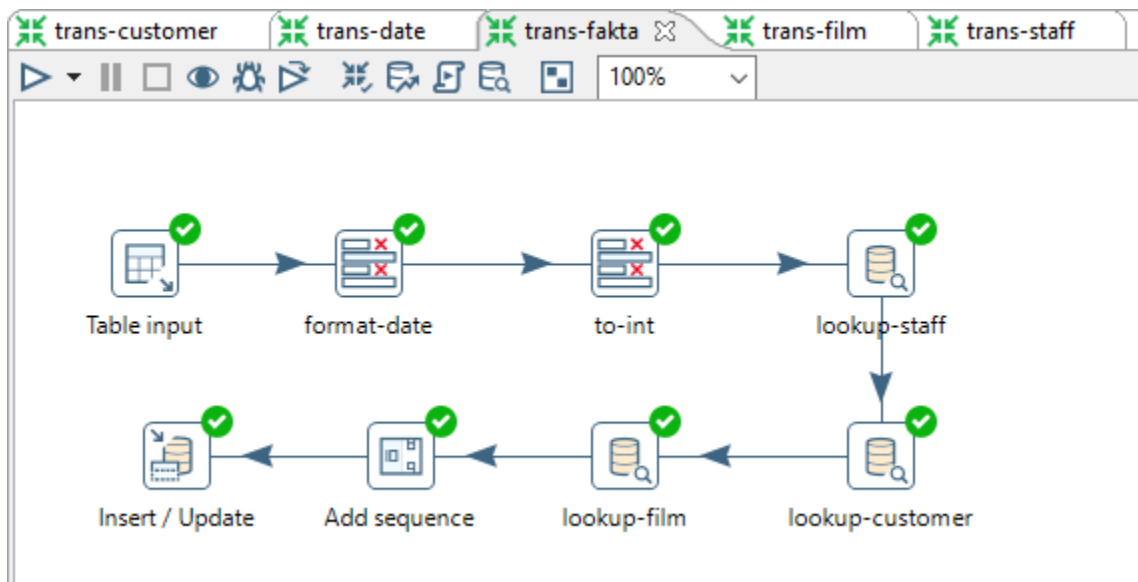 trans-customer trans-date trans-fakta trans-film trans-staff
100%
Table input format-date to-int lookup-staff
Insert / Update Add sequence lookup-film lookup-customer